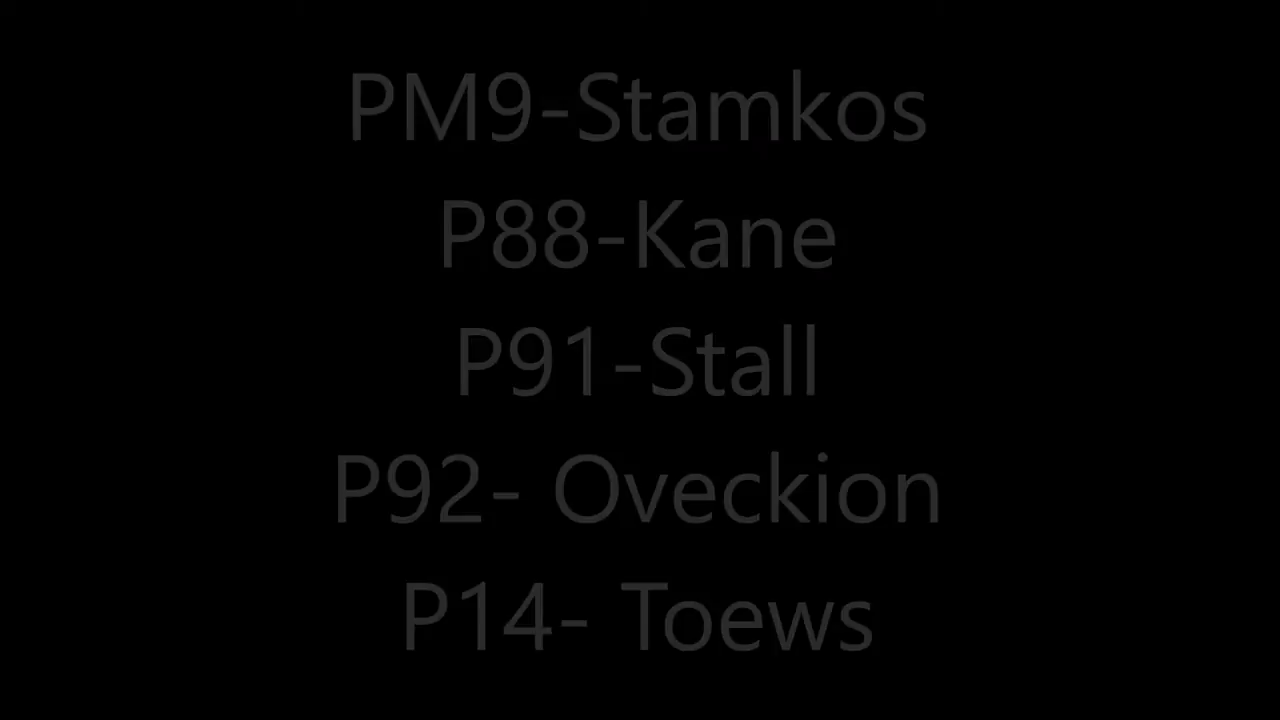 PM9-Stamkos
P88-Kane
P91-Stall
P92- Oveckion
P14- Toews